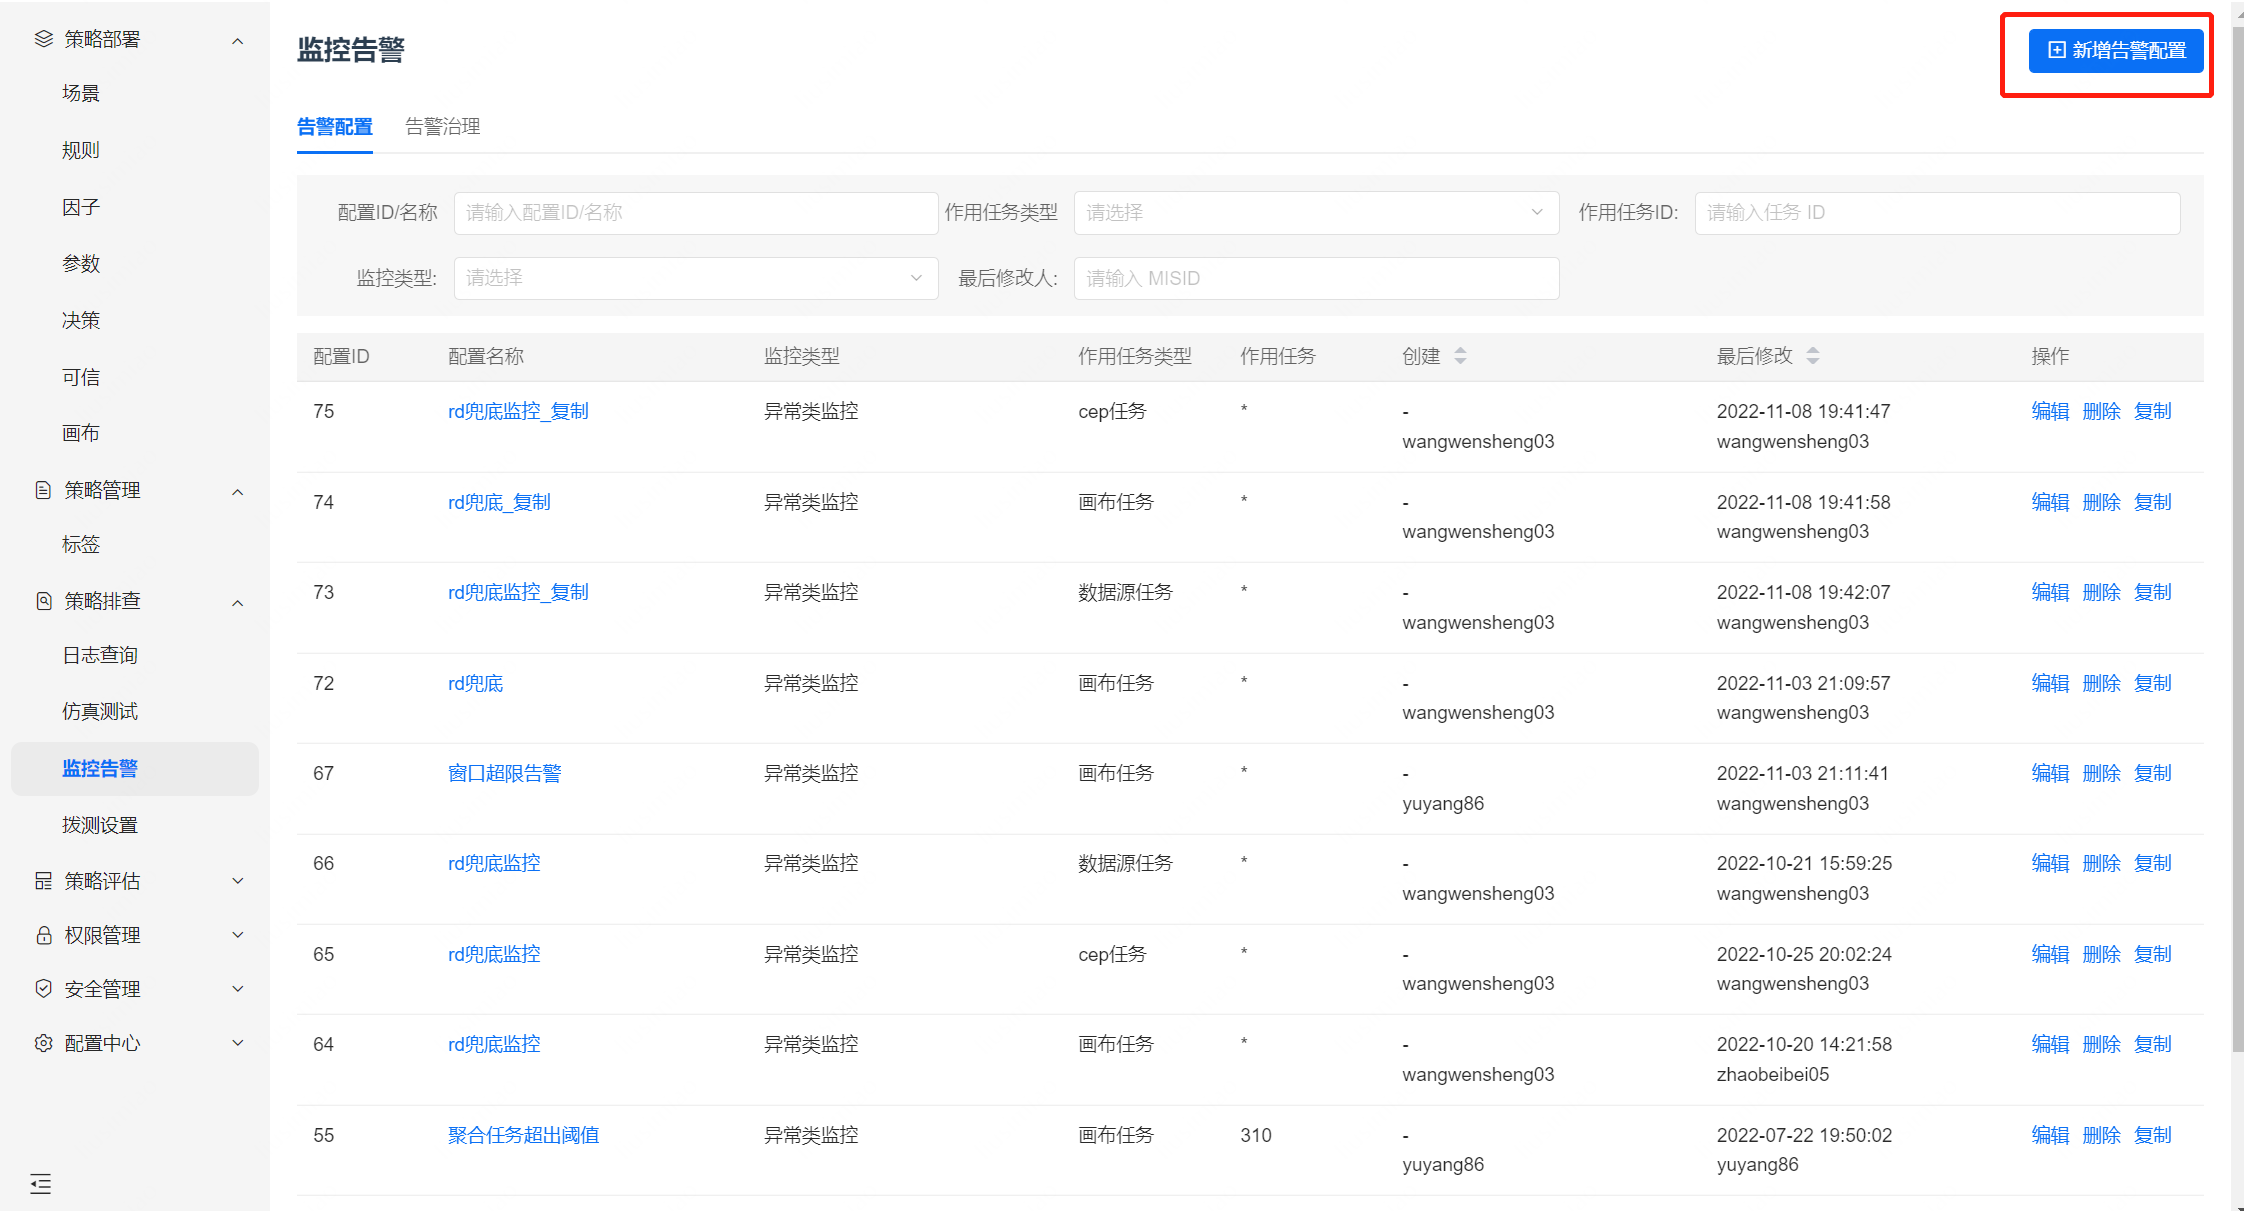 策略部署
场景
规则
因子
参数
决策
可信
画布
策略管理
标签
策略排查
日志查询
仿真测试
监控告警
拨测设置
策略评估
权限管理
安全管理
配置中心
监控告警
新增告警配置
告警配置 告警治理
配置ID/名称 请输入配置ID/名称 作用任务类型 请选择 作用任务ID: 请输入任务 ID
监控类型: 请选择 最后修改人: 请输入 MISID
配置ID 配置名称 监控类型 作用任务类型 作用任务 创建 最后修改 操作
75 rd兜底监控_复制 异常类监控 cep任务 * - 2022-11-08 19:41:47 编辑 删除 复制
wangwensheng03 wangwensheng03
74 rd兜底_复制 异常类监控 画布任务 * - 2022-11-08 19:41:58 编辑 删除 复制
wangwensheng03 wangwensheng03
73 rd兜底监控_复制 异常类监控 数据源任务 * - 2022-11-08 19:42:07 编辑 删除 复制
wangwensheng03 wangwensheng03
72 rd兜底 异常类监控 画布任务 * - 2022-11-03 21:09:57 编辑 删除 复制
wangwensheng03 wangwensheng03
67 窗口超限告警 异常类监控 画布任务 * - 2022-11-03 21:11:41 编辑 删除 复制
yuyang86 wangwensheng03
66 rd兜底监控 异常类监控 数据源任务 * - 2022-10-21 15:59:25 编辑 删除 复制
wangwensheng03 wangwensheng03
65 rd兜底监控 异常类监控 cep任务 * - 2022-10-25 20:02:24 编辑 删除 复制
wangwensheng03 wangwensheng03
64 rd兜底监控 异常类监控 画布任务 * - 2022-10-20 14:21:58 编辑 删除 复制
wangwensheng03 zhaobeibei05
55 聚合任务超出阈值 异常类监控 画布任务 310 - 2022-07-22 19:50:02 编辑 删除 复制
yuyang86 yuyang86